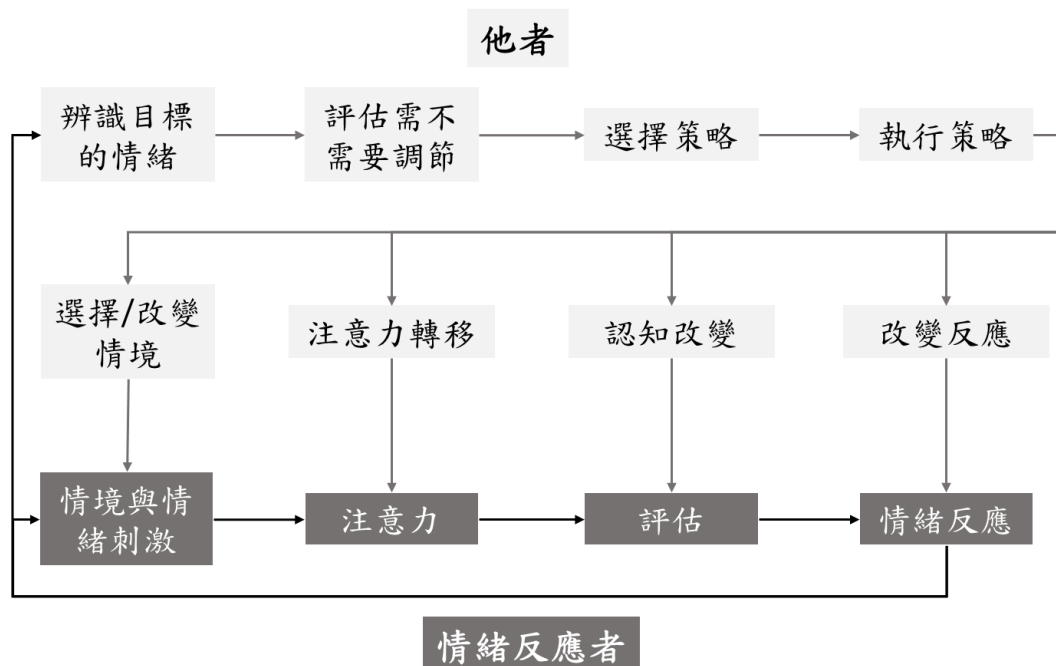 他者
辨識目標
的情緒
評估需不
需要調節
選擇策略
執行策略
選擇/改變
情境
注意力轉移
認知改變
改變反應
情境與情
緒刺激
注意力
評估
情緒反應
情緒反應者